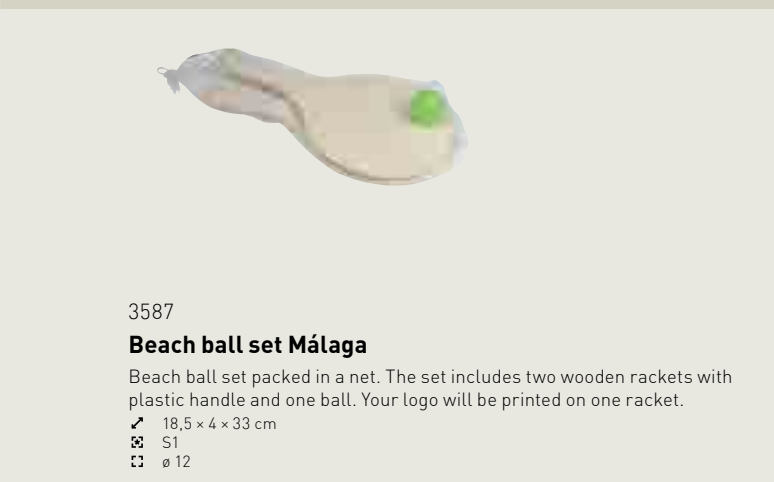 3587
Beach ball set Málaga
Beach ball set packed in a net. The set includes two wooden rackets with
plastic handle and one ball. Your logo will be printed on one racket.
18,5 × 4 × 33 cm
S1
ø 12